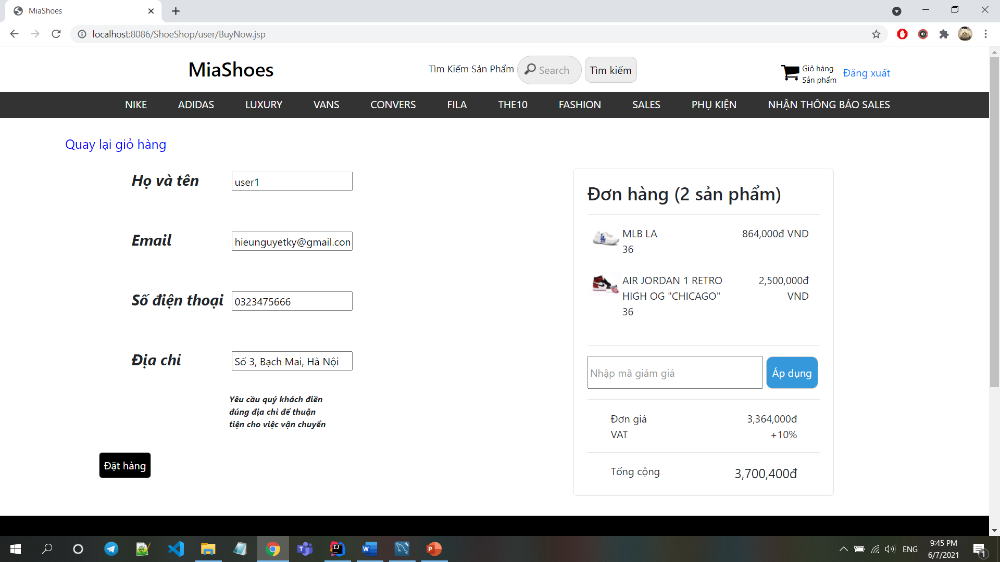 MiaShoes
localhost:8086/ShoeShop/user/BuyNow.jsp
MiaShoes
Tìm Kiếm Sản Phẩm
Search
Tìm kiếm
Giỏ hàng
Sản phẩm
Đăng xuất
NIKE ADIDAS LUXURY VANS CONVERS FILA THE10 FASHION SALES PHỤ KIỆN NHẬN THÔNG BÁO SALES
Quay lại giỏ hàng
Họ và tên
user1
Email
hieunguyetky@gmail.con
Số điện thoại
0323475666
Địa chỉ
Số 3, Bạch Mai, Hà Nội
Yêu cầu quý khách điền
đúng địa chỉ để thuận
tiện cho việc vận chuyển
Đặt hàng
Đơn hàng (2 sản phẩm)
MLB LA 864,000đ VND
36
AIR JORDAN 1 RETRO 2,500,000đ
HIGH OG "CHICAGO" VND
36
Nhập mã giảm giá
Áp dụng
Đơn giá 3,364,000đ
VAT +10%
Tổng cộng 3,700,400đ
ENG
9:45 PM
6/7/2021
1